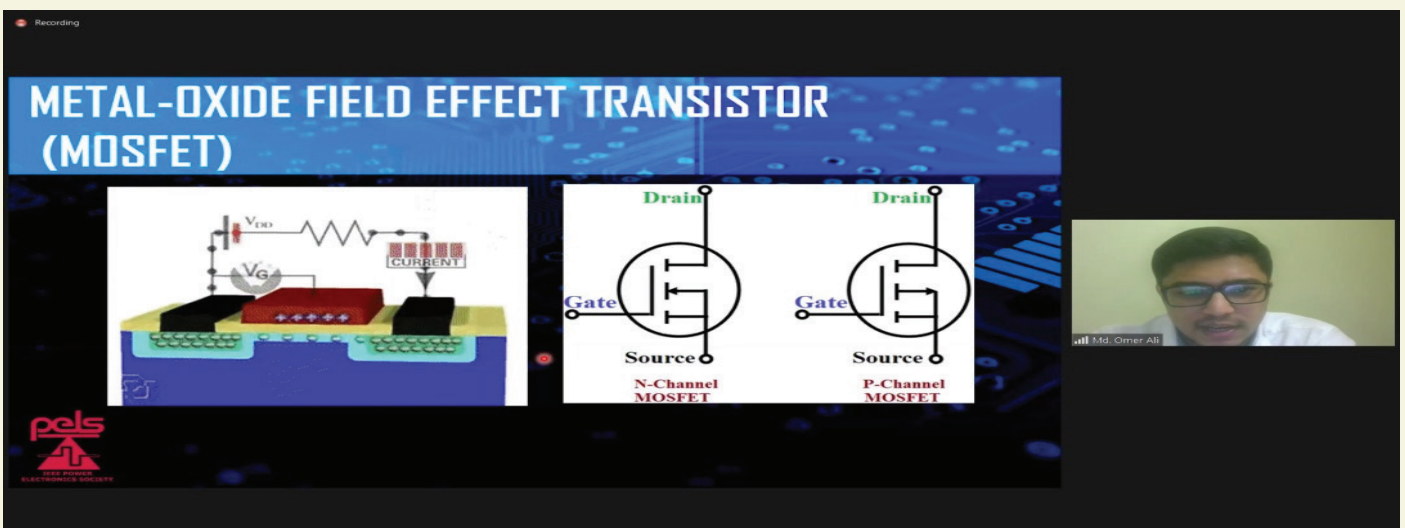 Recording
METAL-OXIDE FIELD EFFECT TRANSISTOR
(MOSFET)
VDD
VG
CURRENT
Drain
Gate
Source
N-Channel
MOSFET
Drain
Gate
Source
P-Channel
MOSFET
pels
IEEE POWER
ELECTRONICS SOCIETY
Md. Omer Ali